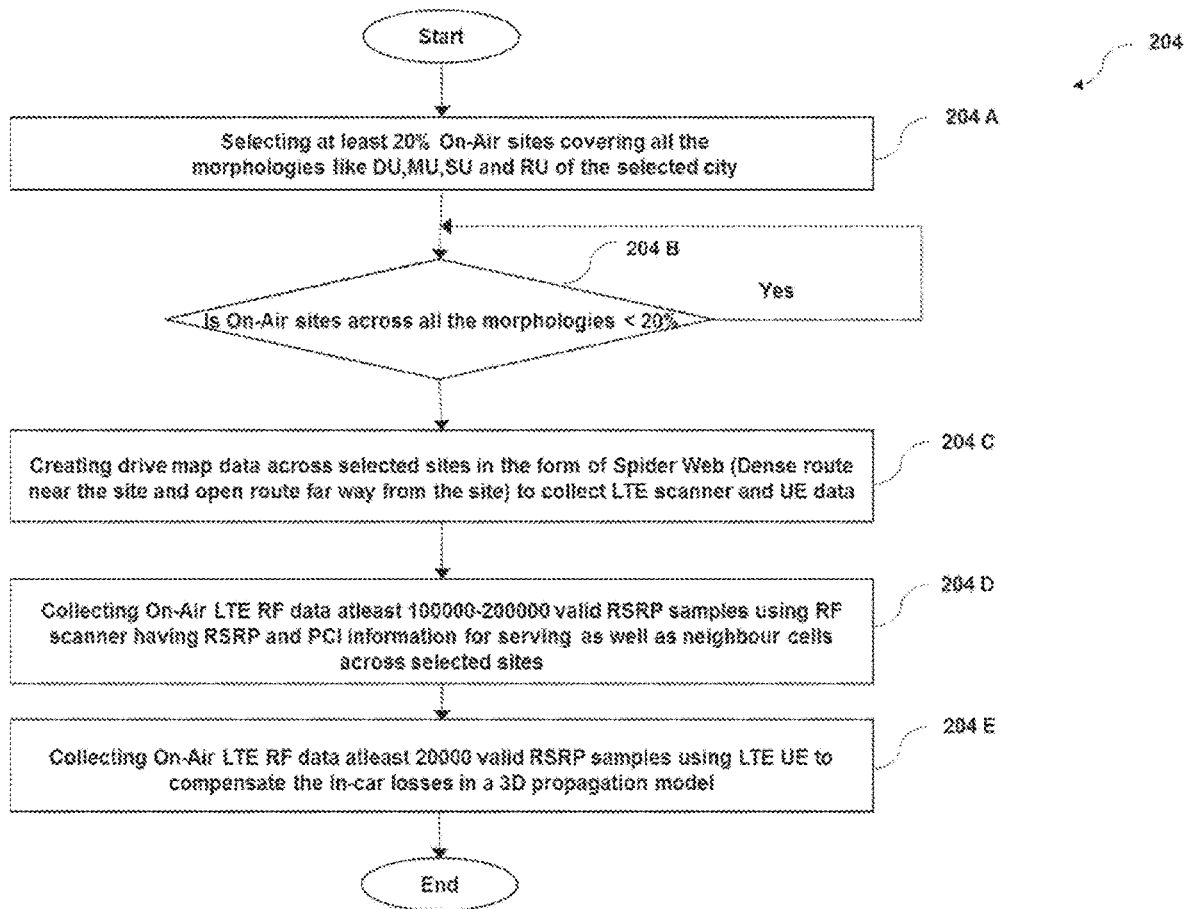 Start
204
204 A
Selecting at least 20% On-Air sites covering all the
morphologies like DU,MU,SU and RU of the selected city
204 B
Yes
Is On-Air sites across all the morphologies < 20%
204 C
Creating drive map data across selected sites in the form of Spider Web (Dense route
near the site and open route far way from the site) to collect LTE scanner and UE data
204 D
Collecting On-Air LTE RF data atleast 100000-200000 valid RSRP samples using RF
scanner having RSRP and PCI information for serving as well as neighbour cells
across selected sites
204 E
Collecting On-Air LTE RF data atleast 20000 valid RSRP samples using LTE UE to
compensate the in-car losses in a 3D propagation model
End